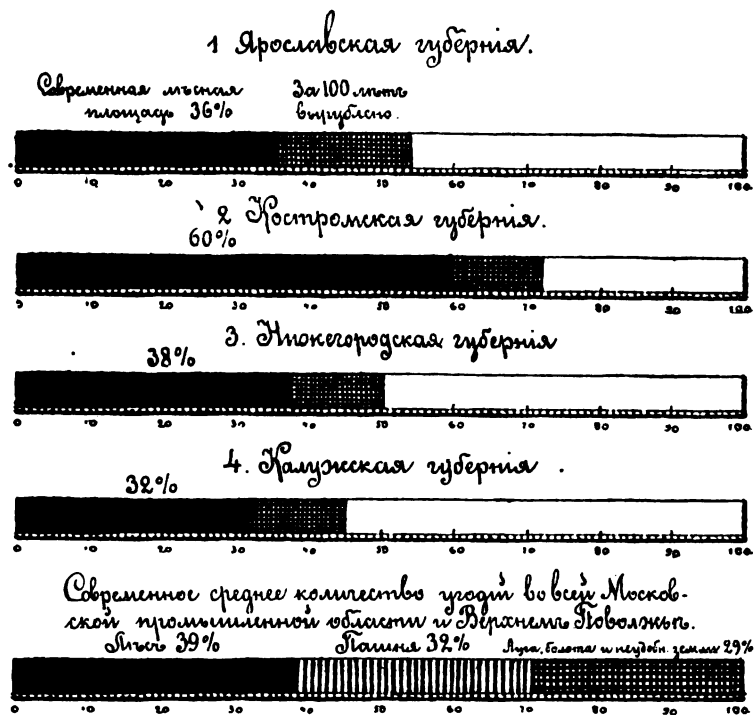 1 Ярославская губернія.
Современная лѣсная
площадь 36%
За 100 лѣтъ
вырублено.
0 10 20 30 40 50 60 70 80 90 100
2 Костромская губернія.
60%
0 10 20 30 40 50 60 70 80 90 100
3. Нижегородская губернія
38%
0 10 20 30 40 50 60 70 80 90 100
4. Калужская губернія.
32%
0 10 20 30 40 50 60 70 80 90 100
Современное среднее количество угодій во всей Москов-
ской промышленной области и Верхнемъ Поволжьи.
Лѣсъ 39% Пашня 32% Луга, болота и неудобн. земли 29%
0 10 20 30 40 50 60 70 80 90 100